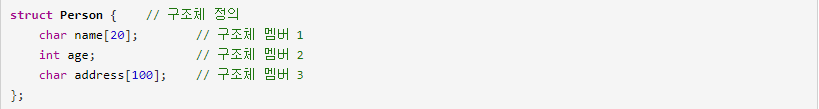 struct Person {    // 구조체 정의
    char name[20];        // 구조체 멤버 1
    int age;              // 구조체 멤버 2
    char address[100];    // 구조체 멤버 3
};